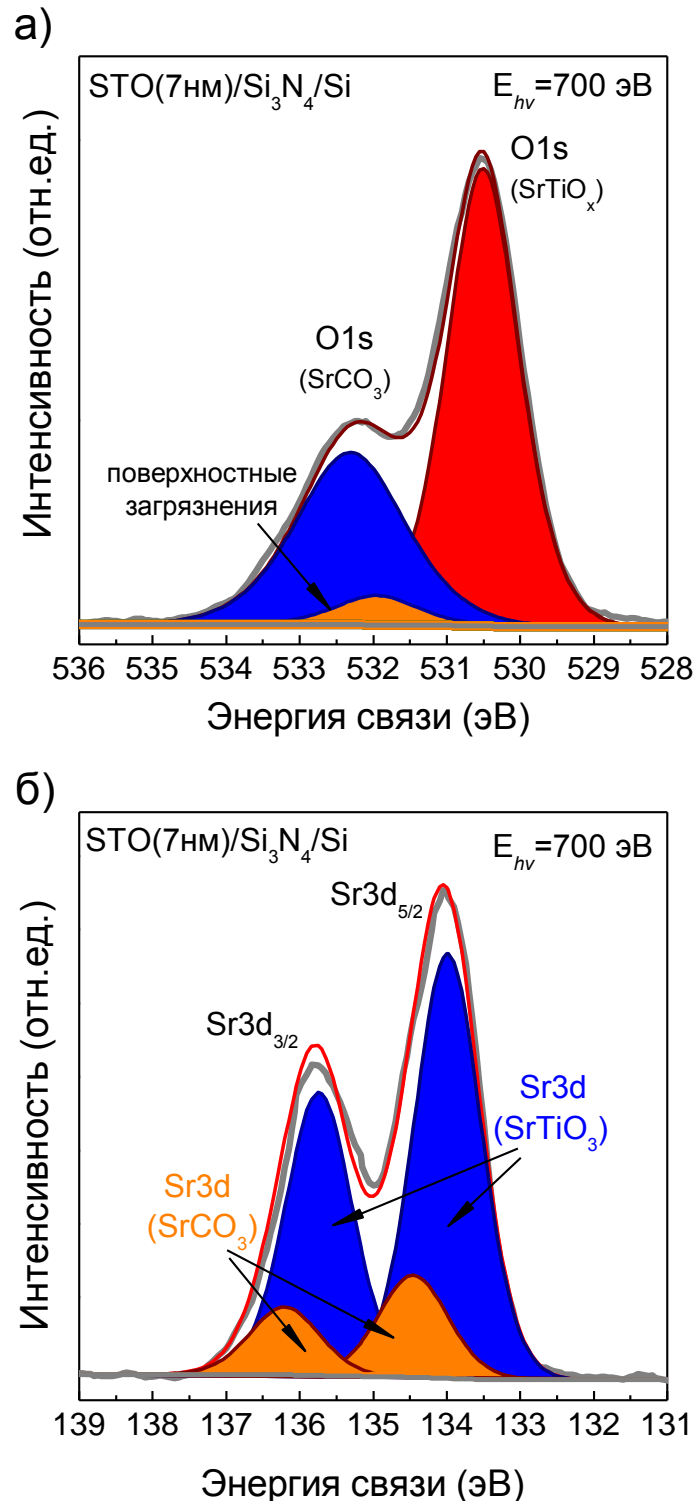 а)
STO(7нм)/Si₃N₄/Si
E_hν=700 эВ
O1s
(SrTiOₓ)
O1s
(SrCO₃)
поверхностные
загрязнения
Интенсивность (отн.ед.)
536 535 534 533 532 531 530 529 528
Энергия связи (эВ)
б)
STO(7нм)/Si₃N₄/Si
E_hν=700 эВ
Sr3d₅/₂
Sr3d₃/₂
Sr3d
(SrTiO₃)
Sr3d
(SrCO₃)
Интенсивность (отн.ед.)
139 138 137 136 135 134 133 132 131
Энергия связи (эВ)